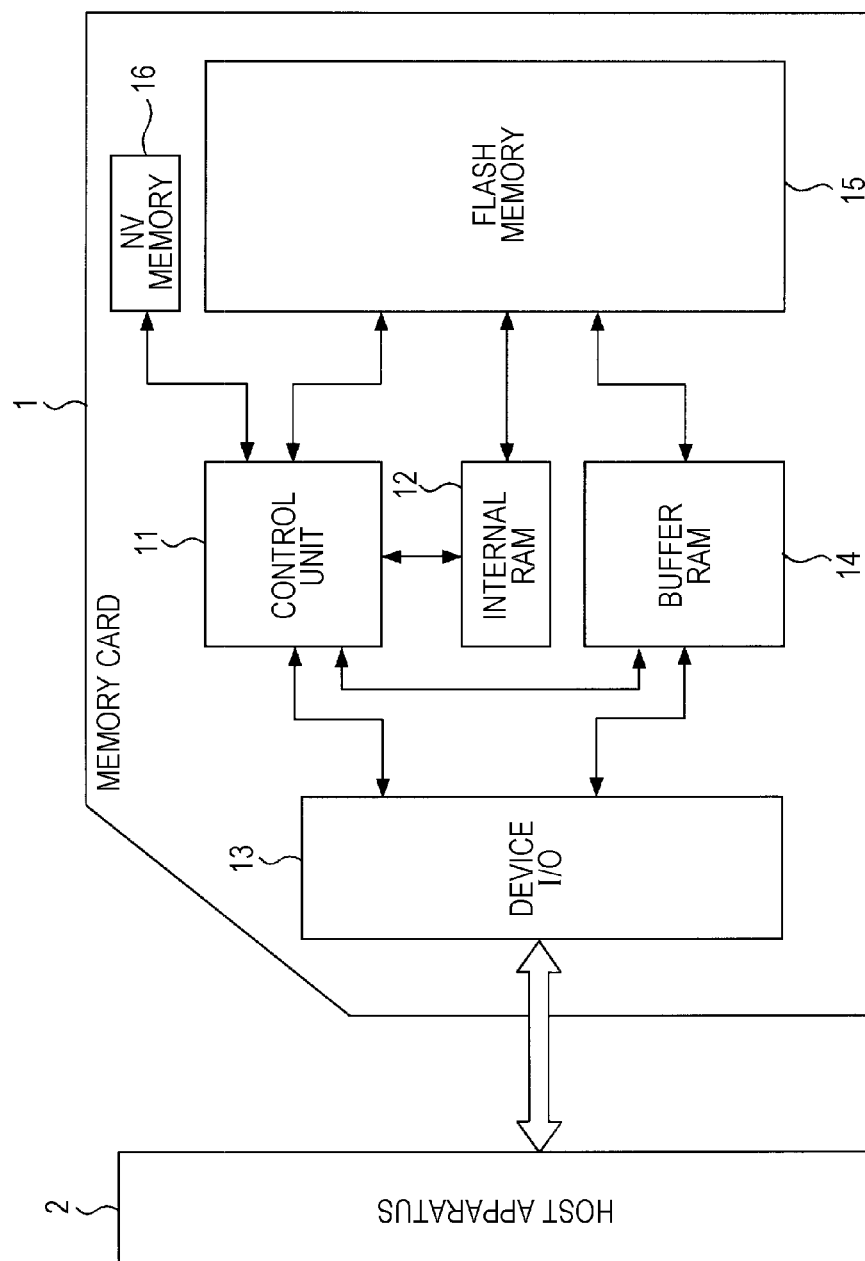 1
MEMORY CARD
16
NV
MEMORY
11
CONTROL
UNIT
12
INTERNAL
RAM
FLASH
MEMORY
15
13
DEVICE
I/O
BUFFER
RAM
14
2
HOST APPARATUS